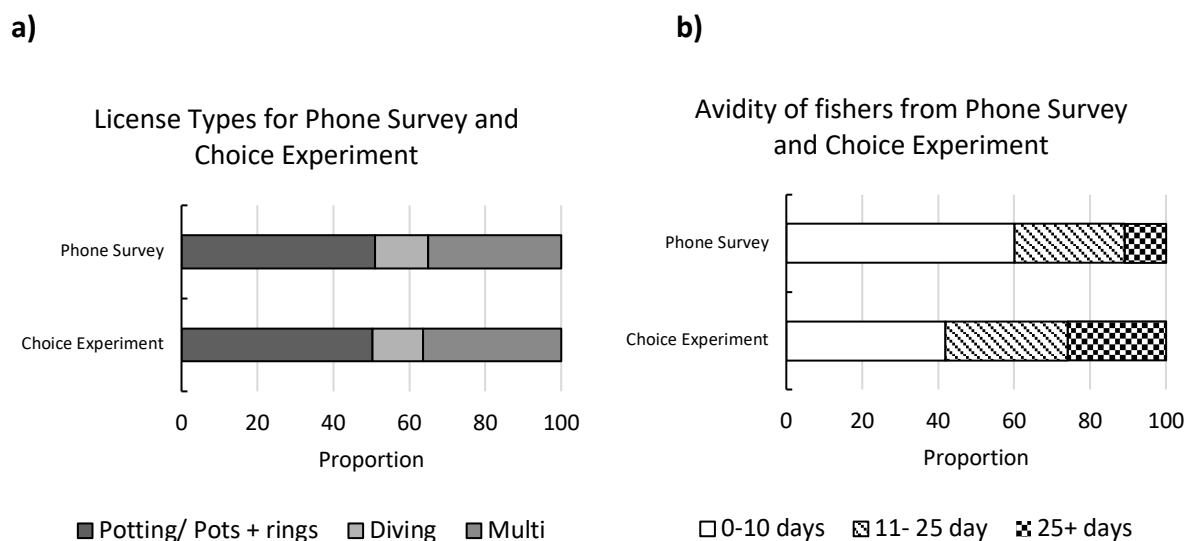 a)
License Types for Phone Survey and
Choice Experiment
Phone Survey
Choice Experiment
0 20 40 60 80 100
Proportion
Potting/ Pots + rings Diving Multi
b)
Avidity of fishers from Phone Survey
and Choice Experiment
Phone Survey
Choice Experiment
0 20 40 60 80 100
Proportion
0-10 days 11- 25 day 25+ days